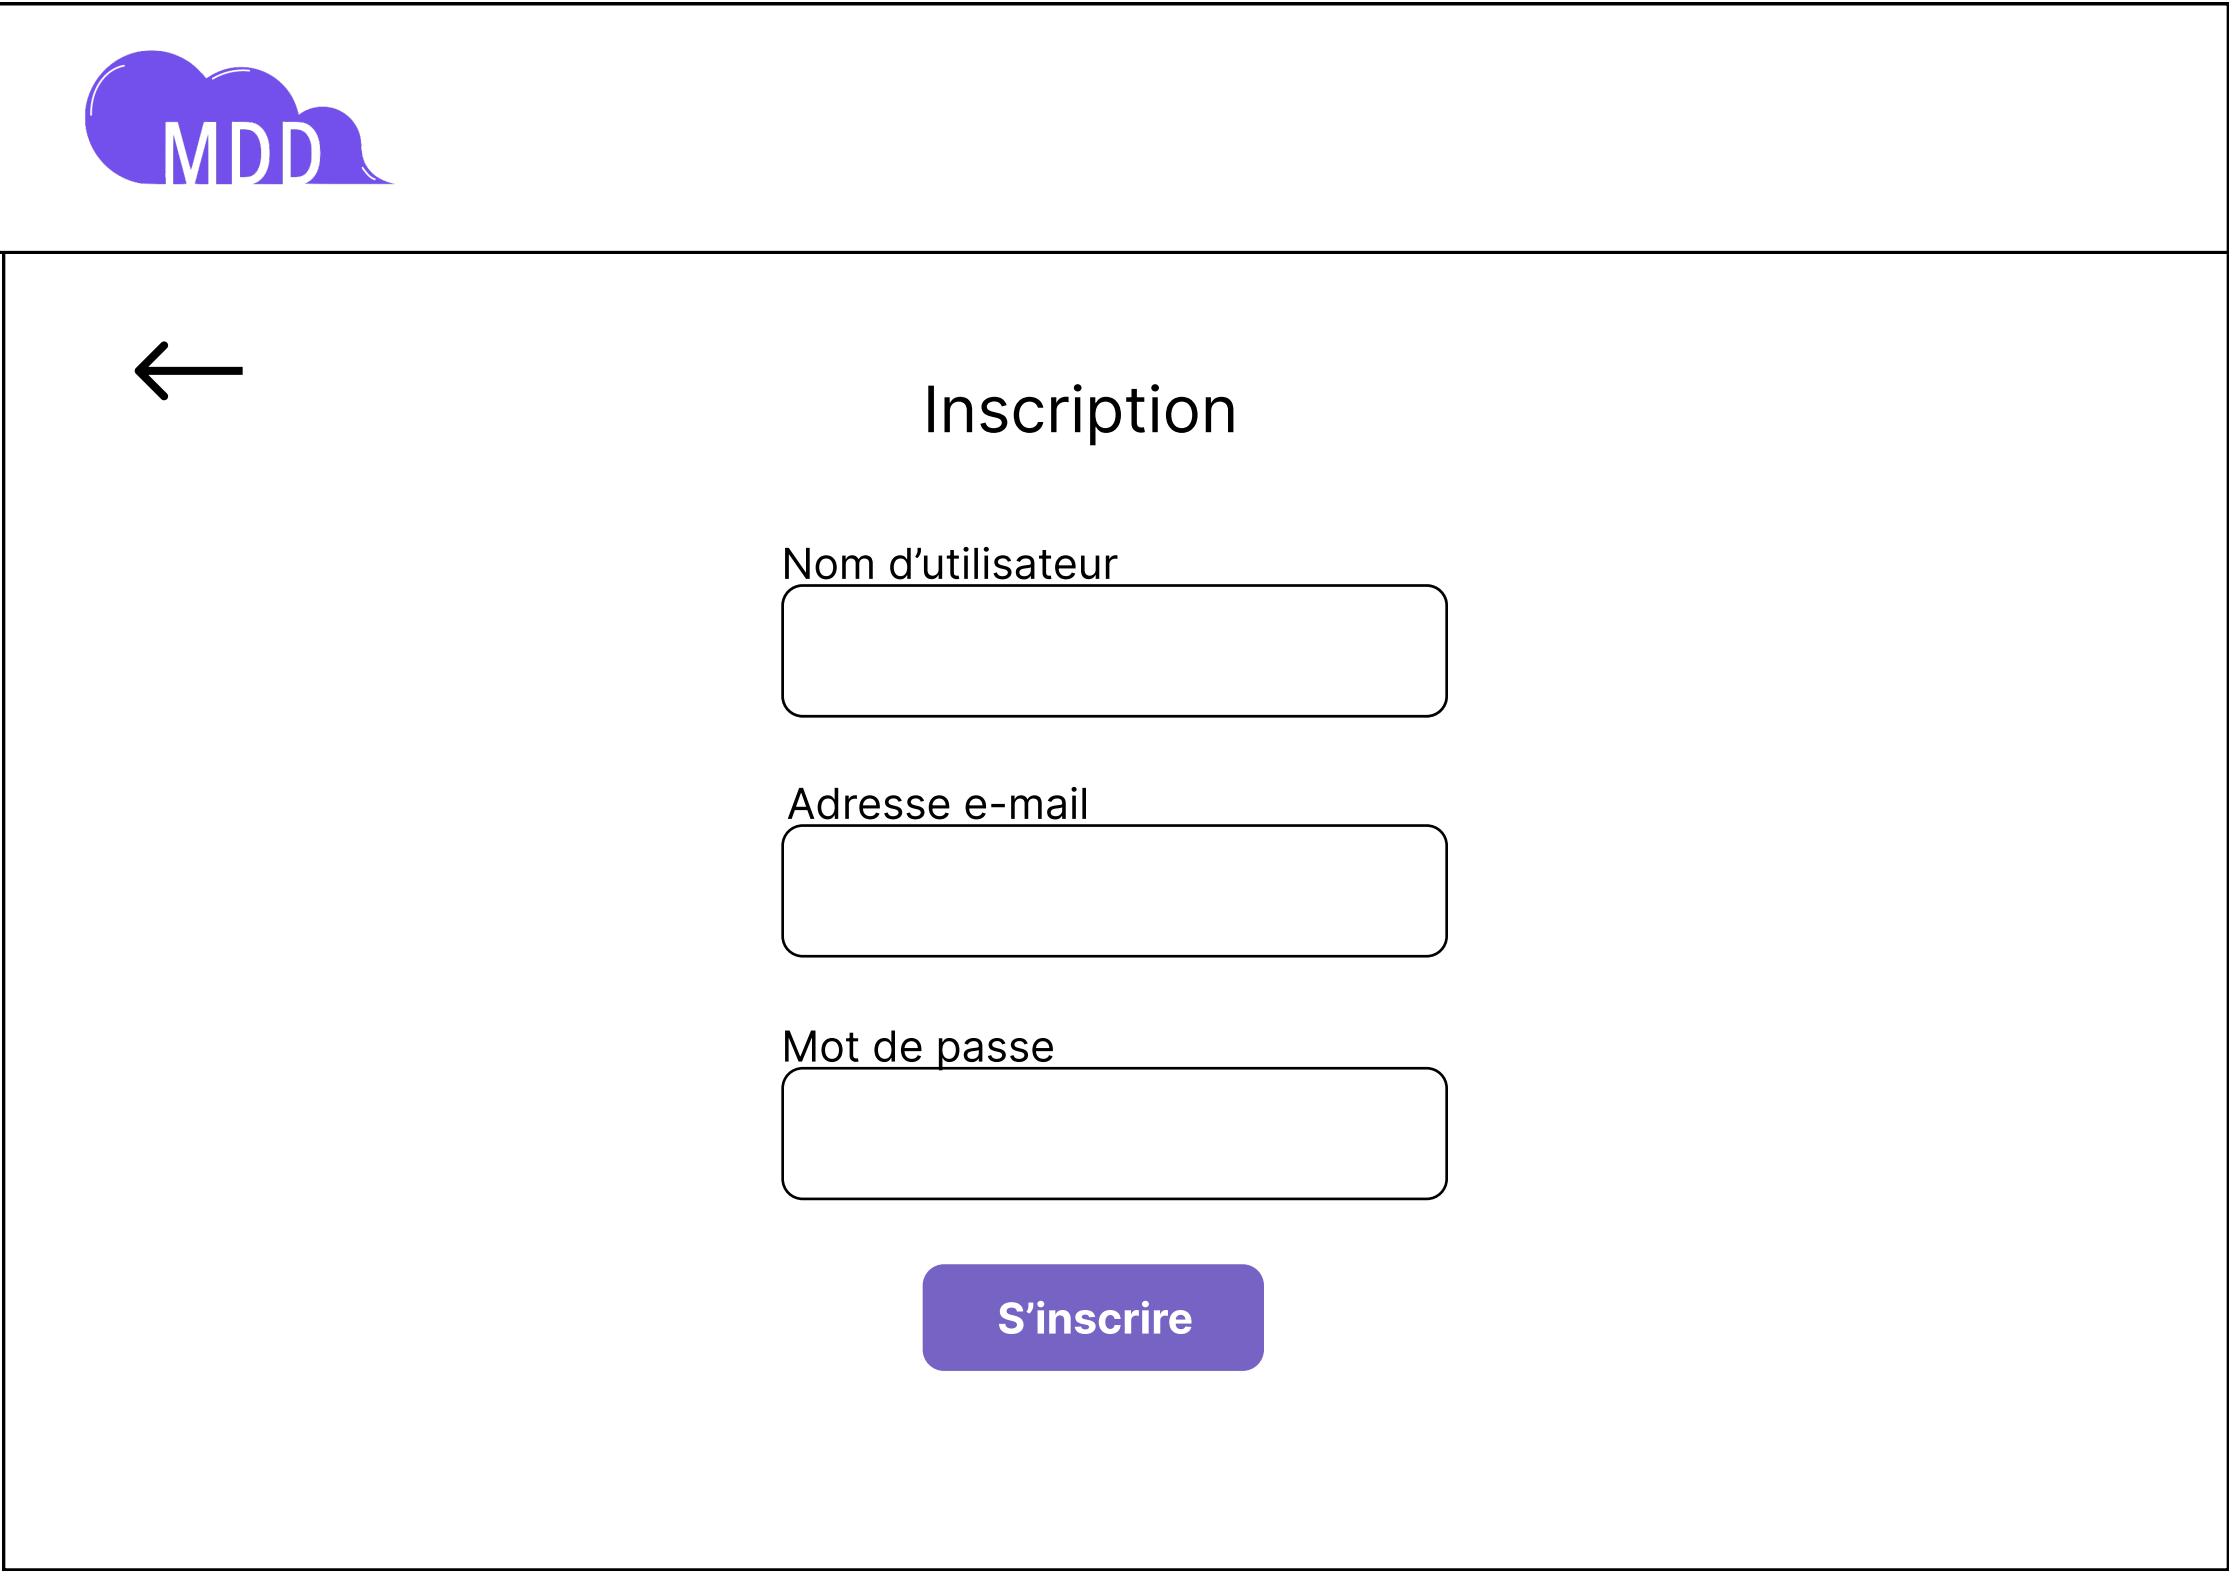 MDD
Inscription
Nom d’utilisateur
Adresse e-mail
Mot de passe
S’inscrire